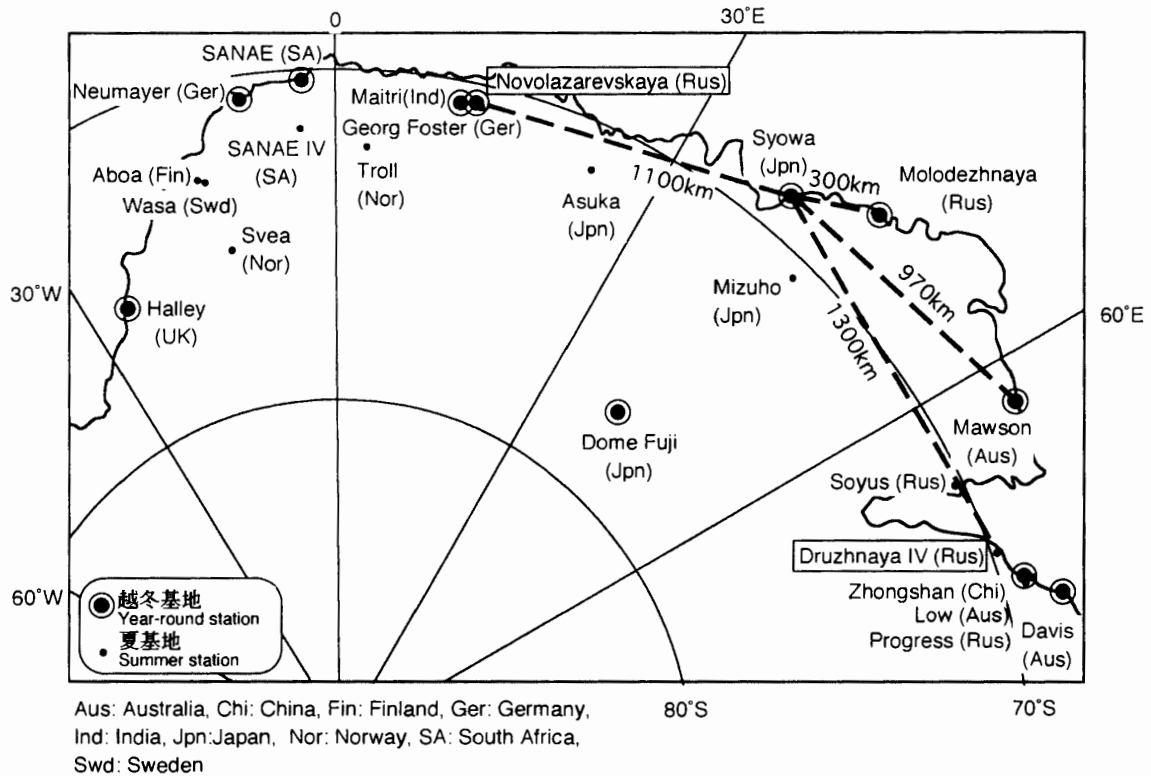 0
30°E
SANAE (SA)
Neumayer (Ger)
Novolazarevskaya (Rus)
Maitri(Ind)
Georg Foster (Ger)
SANAE IV
(SA)
Troll
(Nor)
Aboa (Fin)
Wasa (Swd)
Asuka
(Jpn)
1100km
Syowa
(Jpn)
300km
Molodezhnaya
(Rus)
Svea
(Nor)
30°W
Halley
(UK)
Mizuho
(Jpn)
970km
1300km
60°E
Dome Fuji
(Jpn)
Mawson
(Aus)
Soyus (Rus)
Druzhnaya IV (Rus)
Zhongshan (Chi)
Low (Aus)
Progress (Rus)
Davis
(Aus)
60°W
越冬基地
Year-round station
夏基地
Summer station
80°S
70°S
Aus: Australia, Chi: China, Fin: Finland, Ger: Germany,
Ind: India, Jpn:Japan, Nor: Norway, SA: South Africa,
Swd: Sweden